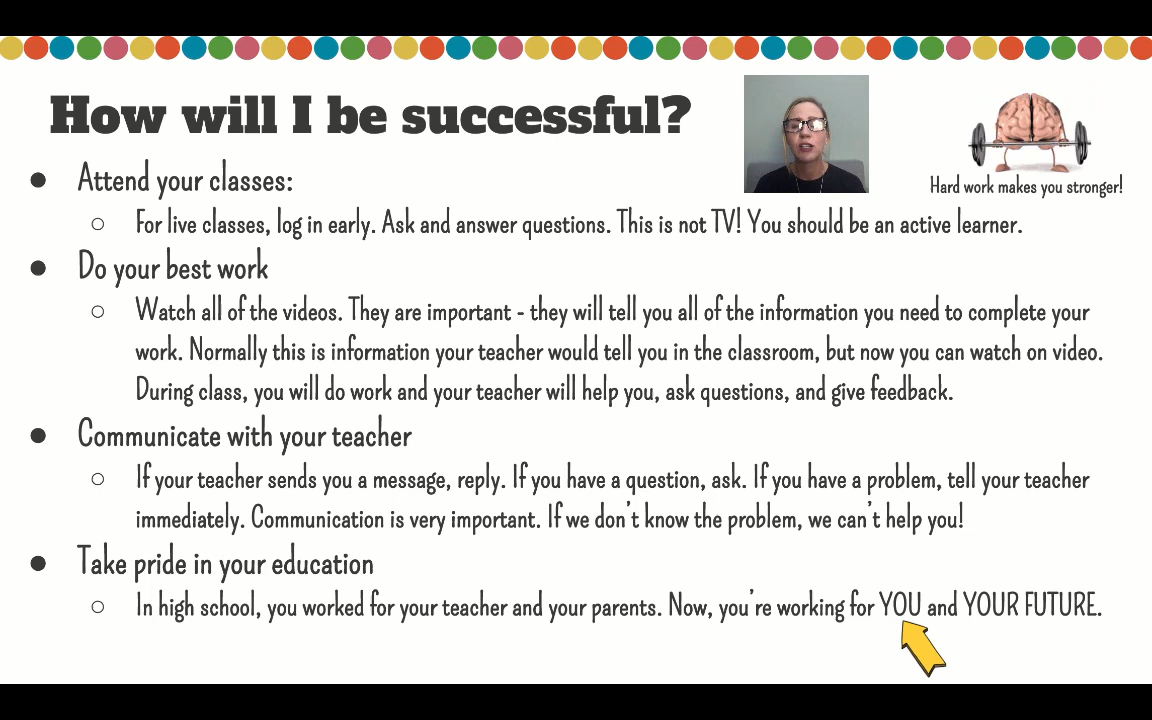 How will I be successful?
Hard work makes you stronger!
● Attend your classes:
○ For live classes, log in early. Ask and answer questions. This is not TV! You should be an active learner.
● Do your best work
○ Watch all of the videos. They are important - they will tell you all of the information you need to complete your
work. Normally this is information your teacher would tell you in the classroom, but now you can watch on video.
During class, you will do work and your teacher will help you, ask questions, and give feedback.
● Communicate with your teacher
○ If your teacher sends you a message, reply. If you have a question, ask. If you have a problem, tell your teacher
immediately. Communication is very important. If we don't know the problem, we can't help you!
● Take pride in your education
○ In high school, you worked for your teacher and your parents. Now, you're working for YOU and YOUR FUTURE.